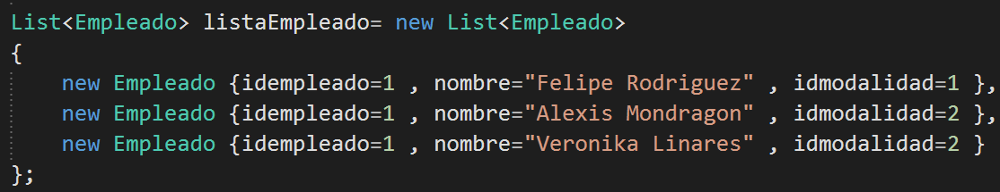 List<Empleado> listaEmpleado= new List<Empleado>
{
    new Empleado {idempleado=1 , nombre="Felipe Rodriguez" , idmodalidad=1 },
    new Empleado {idempleado=1 , nombre="Alexis Mondragon" , idmodalidad=2 },
    new Empleado {idempleado=1 , nombre="Veronika Linares" , idmodalidad=2 }
};